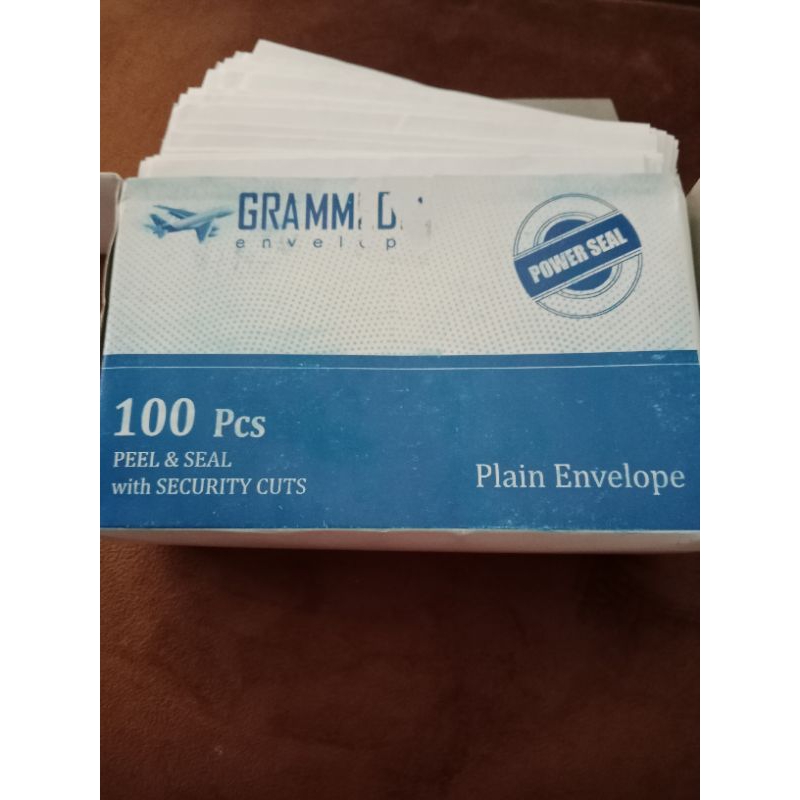 POWER SEAL
100 Pcs
PEEL & SEAL
with SECURITY CUTS
Plain Envelope